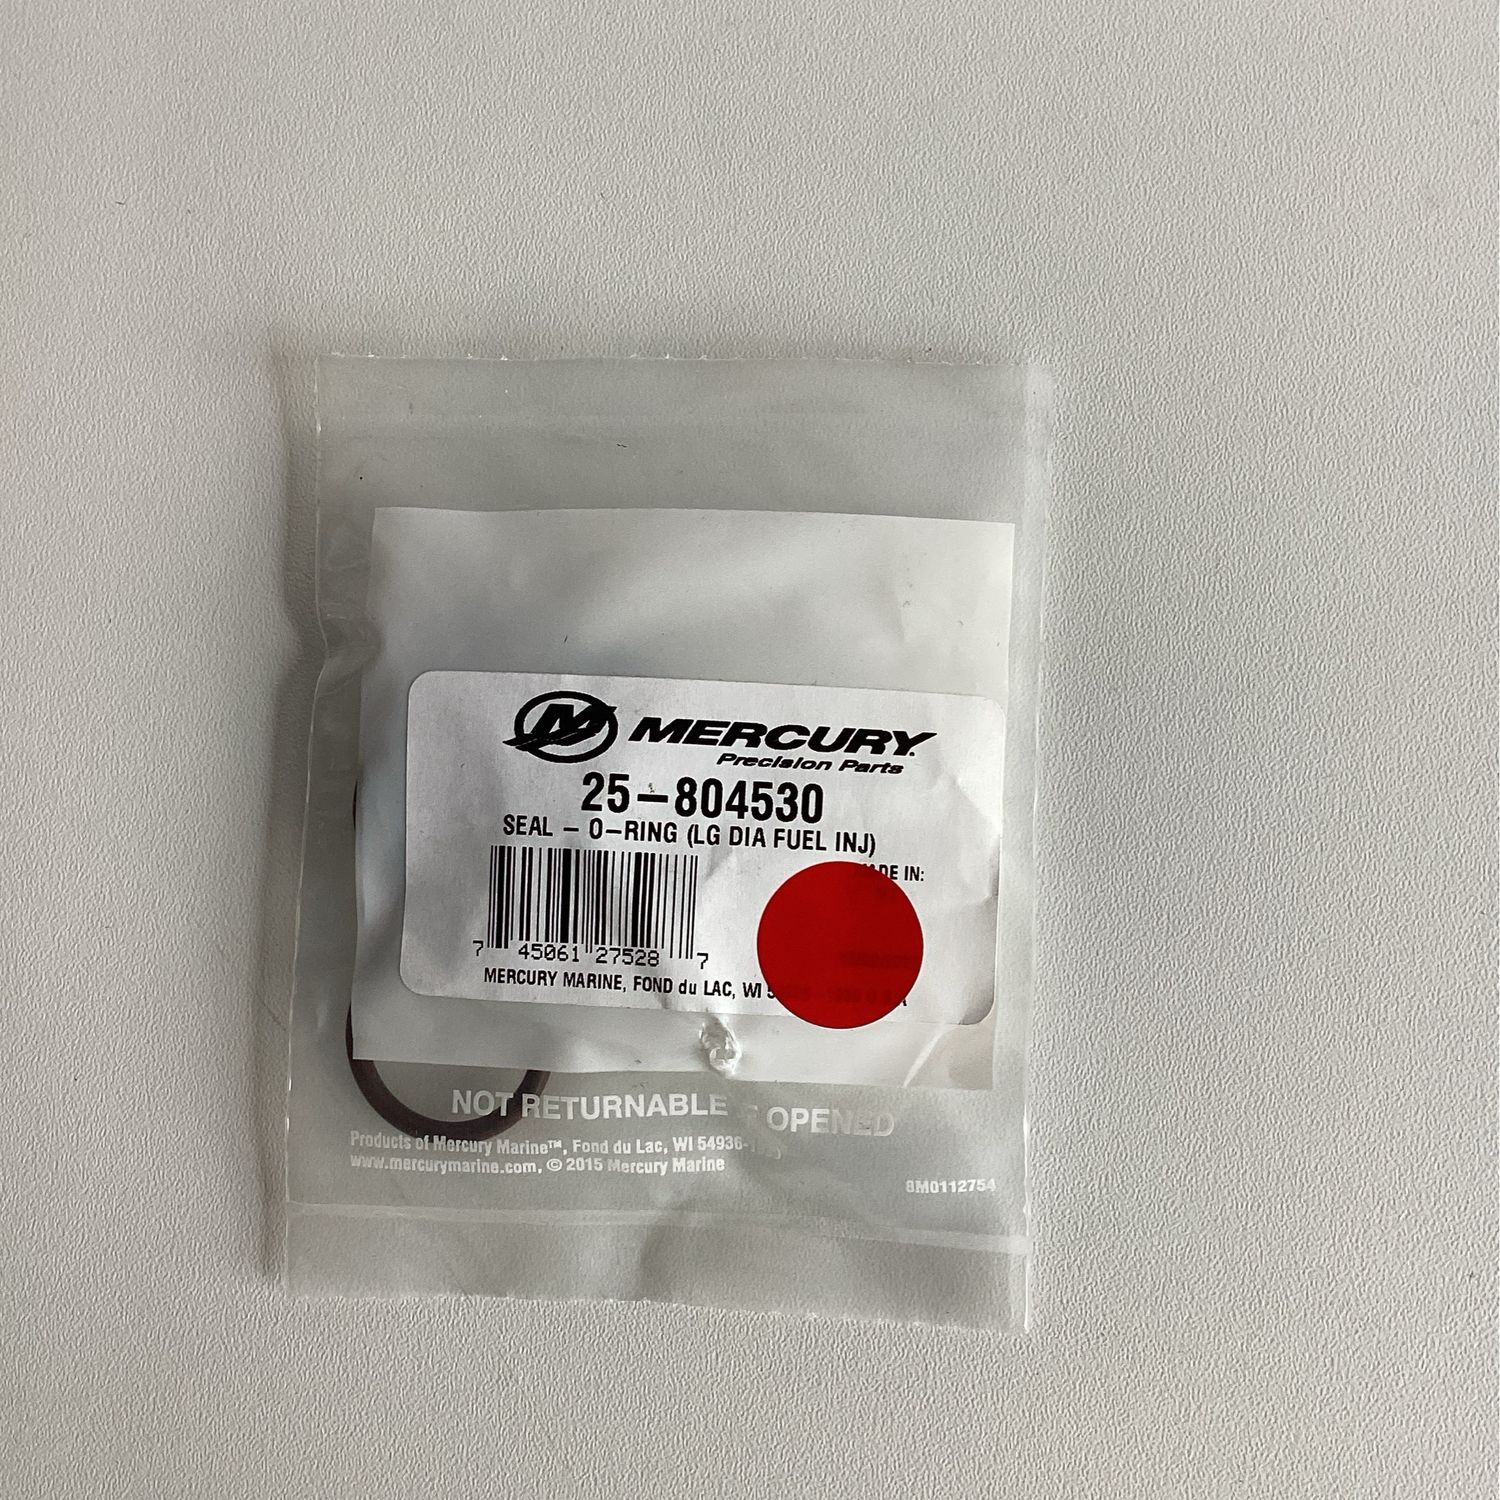 MERCURY
Precision Parts
25-804530
SEAL - O-RING (LG DIA FUEL INJ)
IN:
7 45061 27528 7
MERCURY MARINE, FOND du LAC, WI
NOT RETURNABLE OPENED
Products of Mercury Marine™, Fond du Lac, WI 54936-
www.mercurymarine.com, © 2015 Mercury Marine
8M0112754